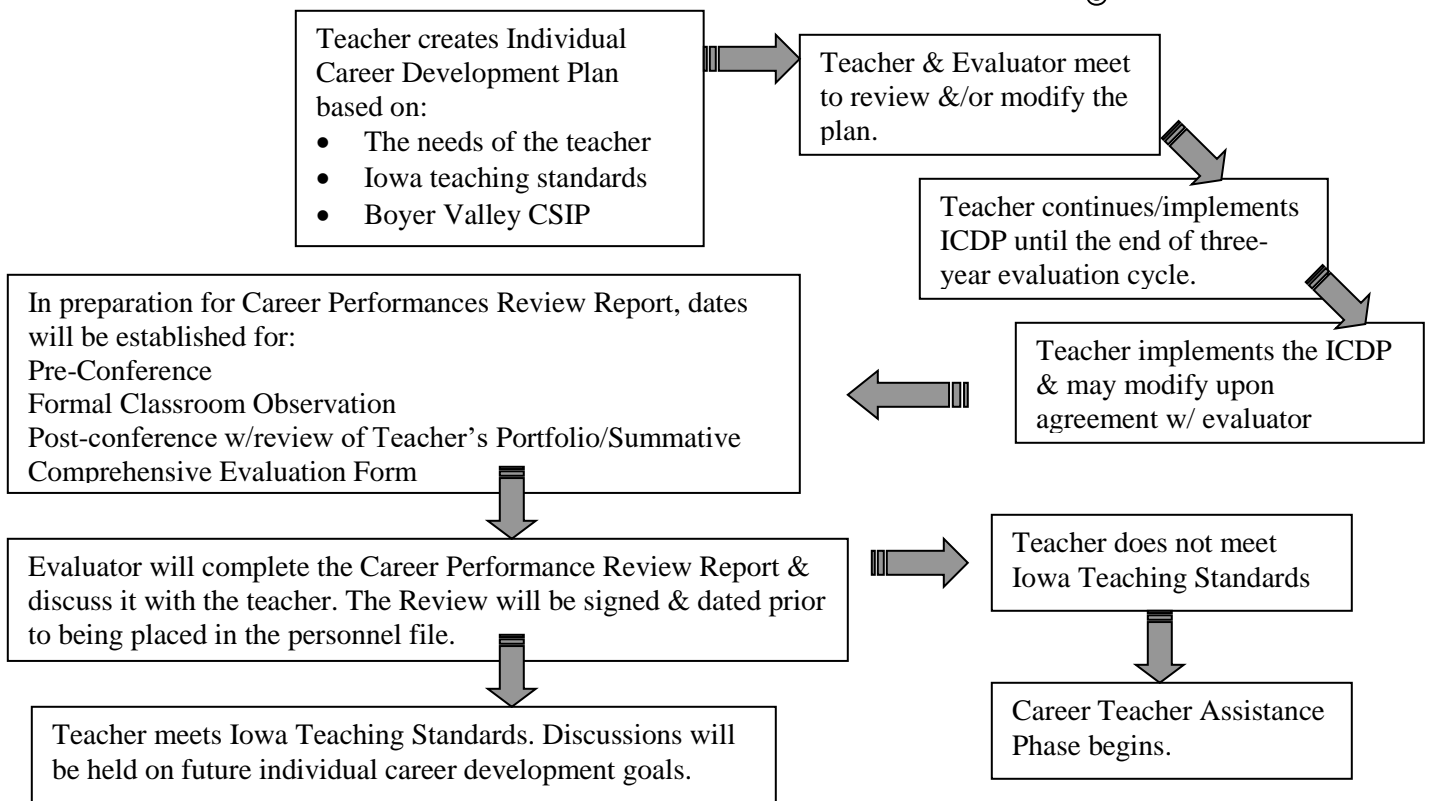 Teacher creates Individual
Career Development Plan
based on:
• The needs of the teacher
• Iowa teaching standards
• Boyer Valley CSIP
Teacher & Evaluator meet
to review &/or modify the
plan.
Teacher continues/implements
ICDP until the end of three-
year evaluation cycle.
Teacher implements the ICDP
& may modify upon
agreement w/ evaluator
In preparation for Career Performances Review Report, dates
will be established for:
Pre-Conference
Formal Classroom Observation
Post-conference w/review of Teacher’s Portfolio/Summative
Comprehensive Evaluation Form
Evaluator will complete the Career Performance Review Report &
discuss it with the teacher. The Review will be signed & dated prior
to being placed in the personnel file.
Teacher does not meet
Iowa Teaching Standards
Career Teacher Assistance
Phase begins.
Teacher meets Iowa Teaching Standards. Discussions will
be held on future individual career development goals.